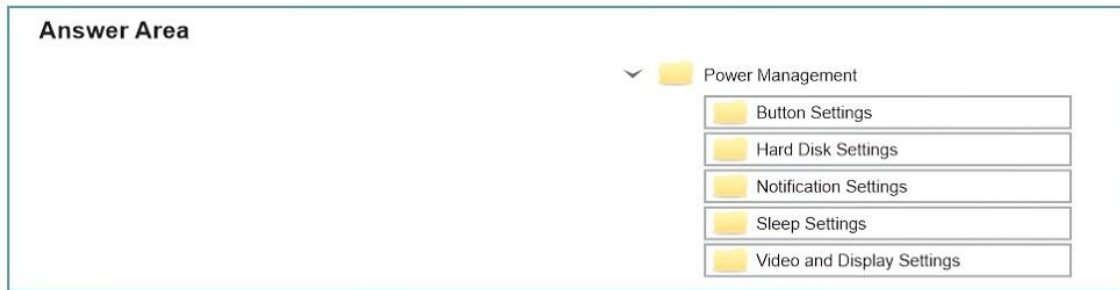 Answer Area
Power Management
Button Settings
Hard Disk Settings
Notification Settings
Sleep Settings
Video and Display Settings